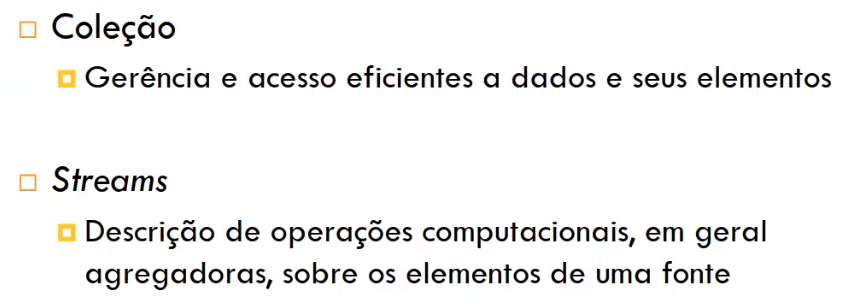 Coleção
Gerência e acesso eficientes a dados e seus elementos
Streams
Descrição de operações computacionais, em geral
agregadoras, sobre os elementos de uma fonte